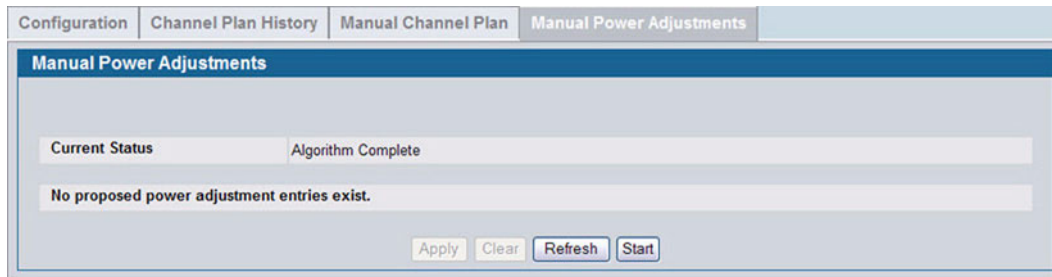 Configuration Channel Plan History Manual Channel Plan Manual Power Adjustments
Manual Power Adjustments
Current Status Algorithm Complete
No proposed power adjustment entries exist.
Apply Clear Refresh Start